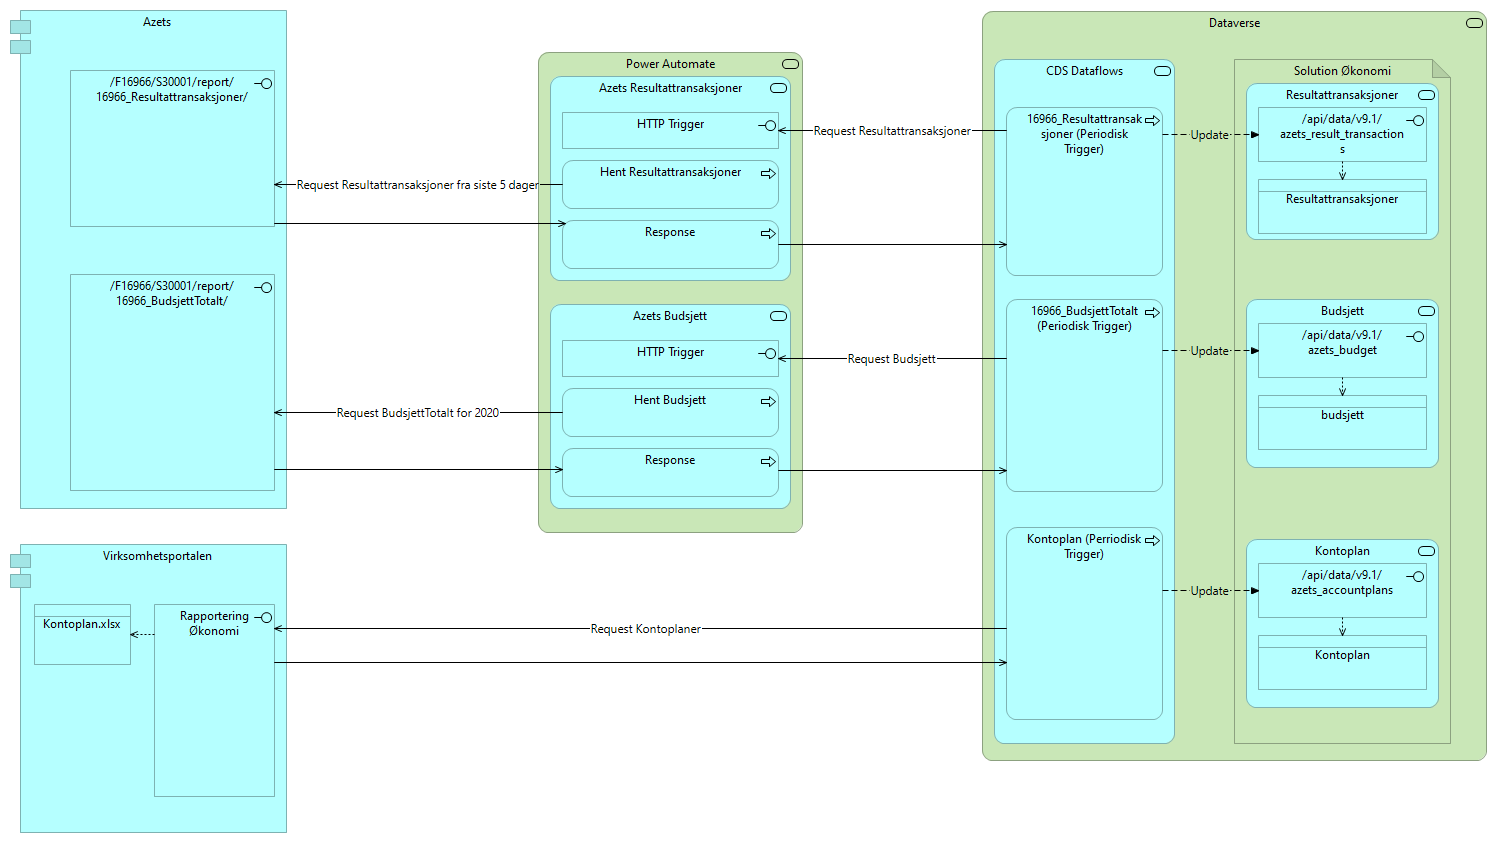 Azets
/F16966/S30001/report/
16966_Resultattransaksjoner/
/F16966/S30001/report/
16966_BudsjettTotalt/
Virksomhetsportalen
Kontoplan.xlsx
Rapportering
Økonomi
Request Resultattransaksjoner fra siste 5 dager
Request BudsjettTotalt for 2020
Power Automate
Azets Resultattransaksjoner
HTTP Trigger
Hent Resultattransaksjoner
Response
Azets Budsjett
HTTP Trigger
Hent Budsjett
Response
Request Resultattransaksjoner
Request Budsjett
Request Kontoplaner
Dataverse
CDS Dataflows
16966_Resultattransak
sjoner (Periodisk
Trigger)
16966_BudsjettTotalt
(Periodisk Trigger)
Kontoplan (Perriodisk
Trigger)
Update
Update
Update
Solution Økonomi
Resultattransaksjoner
/api/data/v9.1/
azets_result_transaction
s
Resultattransaksjoner
Budsjett
/api/data/v9.1/
azets_budget
budsjett
Kontoplan
/api/data/v9.1/
azets_accountplans
Kontoplan